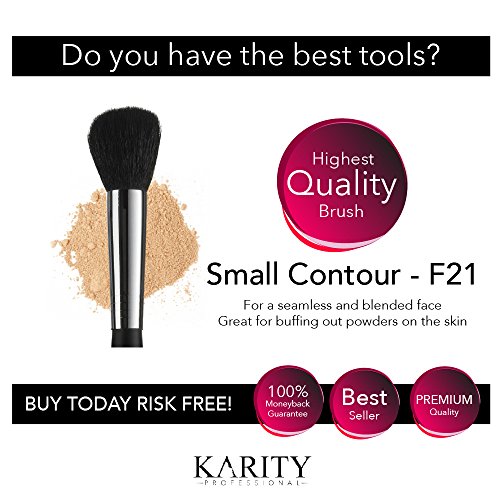 Do you have the best tools?
Highest
Quality
Brush
Small Contour - F21
For a seamless and blended face
Great for buffing out powders on the skin
BUY TODAY RISK FREE!
100%
Moneyback
Guarantee
Best
Seller
PREMIUM
Quality
KARITY
PROFESSIONAL